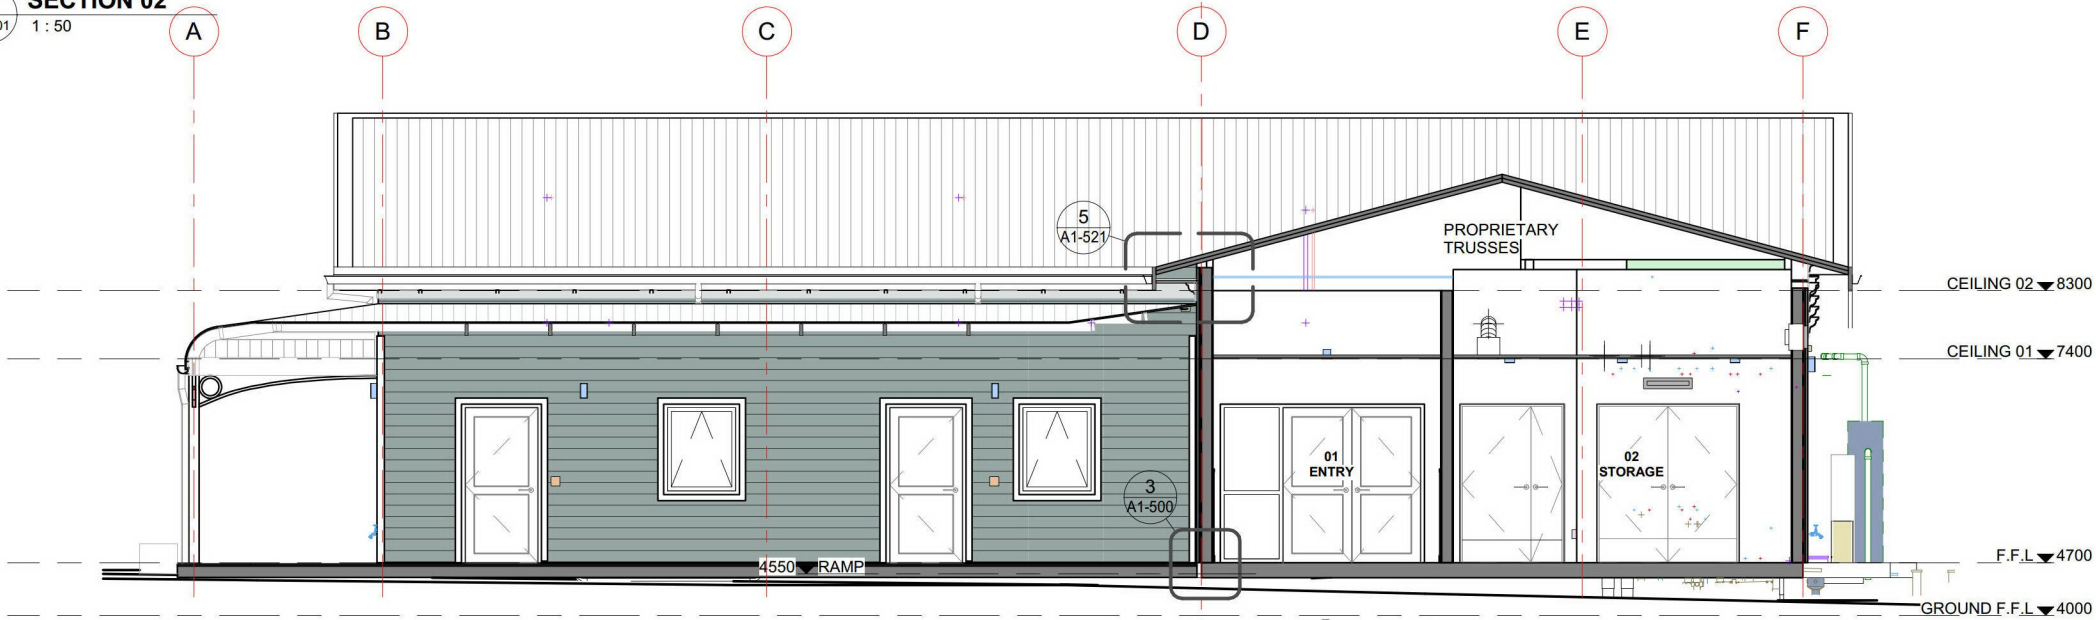 SECTION 02
01
1 : 50
A
B
C
D
E
F
5
A1-521
PROPRIETARY
TRUSSES
CEILING 02 8300
CEILING 01 7400
01
ENTRY
02
STORAGE
3
A1-500
4550 RAMP
F.F.L 4700
GROUND F.F.L 4000